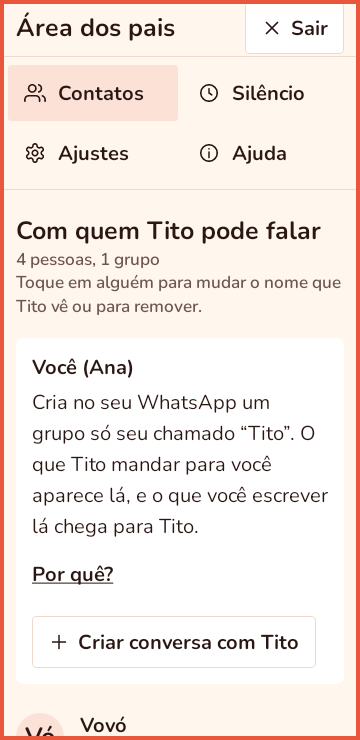 Área dos pais
Sair
Contatos
Silêncio
Ajustes
Ajuda
Com quem Tito pode falar
4 pessoas, 1 grupo
Toque em alguém para mudar o nome que
Tito vê ou para remover.
Você (Ana)
Cria no seu WhatsApp um
grupo só seu chamado “Tito”. O
que Tito mandar para você
aparece lá, e o que você escrever
lá chega para Tito.
Por quê?
Criar conversa com Tito
Vovó
Vó